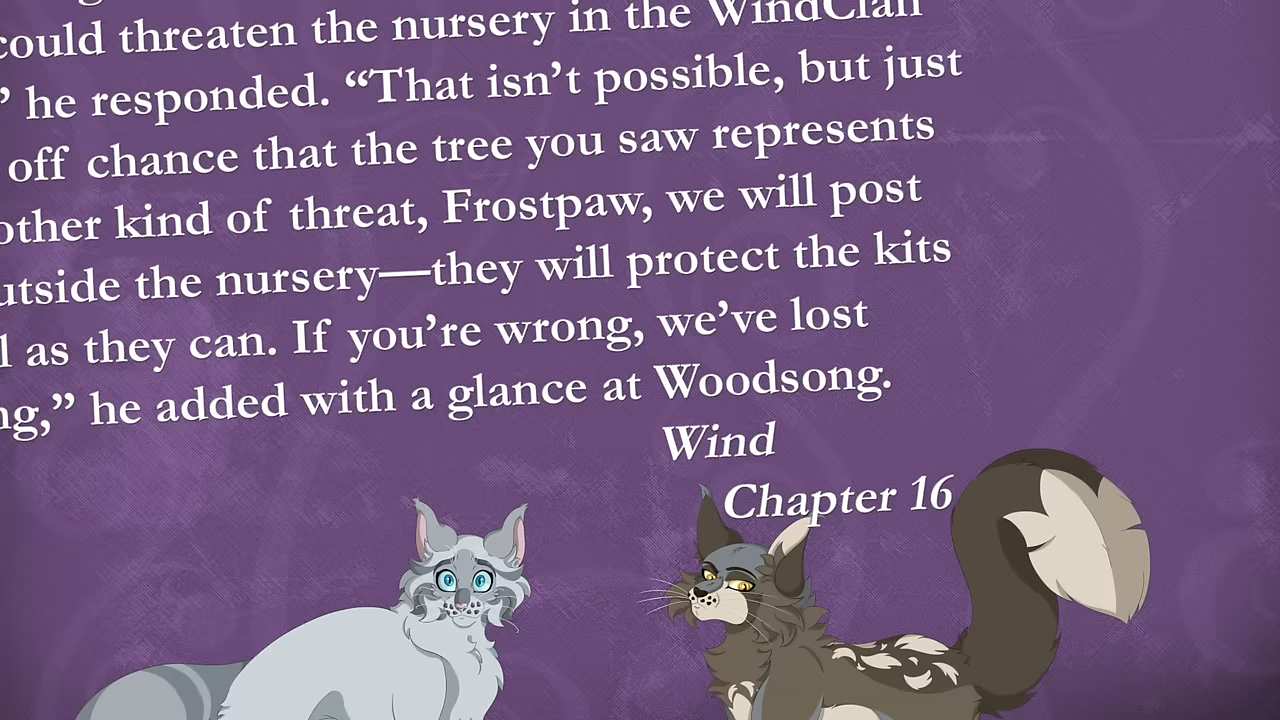 could threaten the nursery in the WindClan
” he responded. “That isn’t possible, but just
off chance that the tree you saw represents
other kind of threat, Frostpaw, we will post
utside the nursery—they will protect the kits
l as they can. If you’re wrong, we’ve lost
ng,” he added with a glance at Woodsong.
Wind
Chapter 16